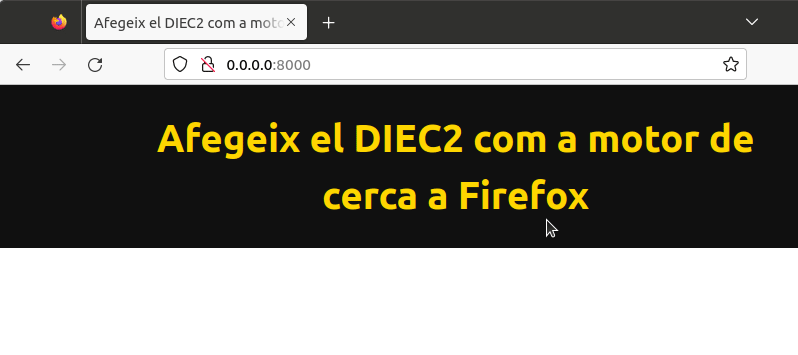 Afegeix el DIEC2 com a moto
0.0.0.0:8000
Afegeix el DIEC2 com a motor de
cerca a Firefox